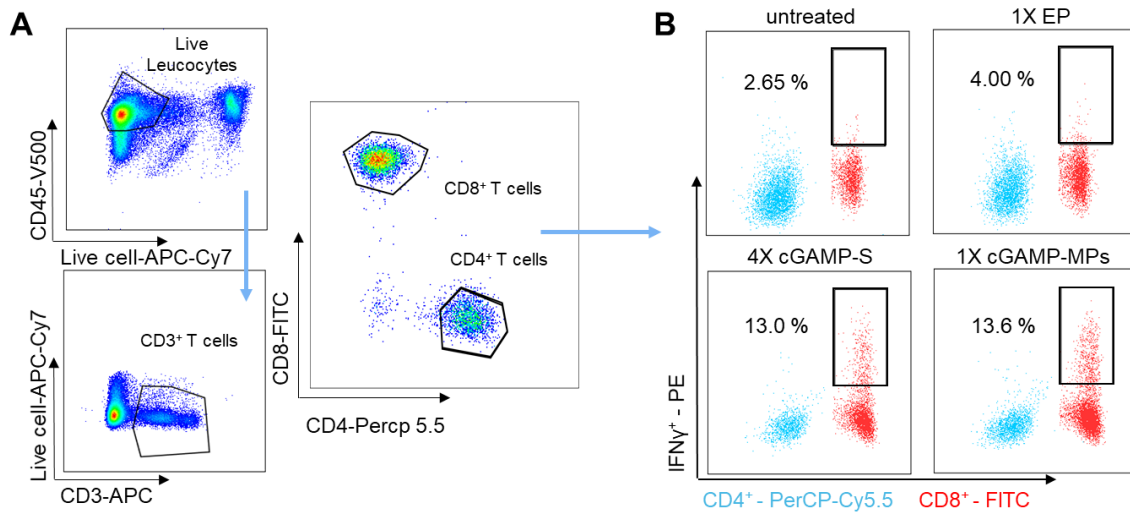 A
Live
Leucocytes
CD45-V500
Live cell-APC-Cy7
CD3⁺ T cells
Live cell-APC-Cy7
CD3-APC
CD8⁺ T cells
CD4⁺ T cells
CD8-FITC
CD4-Percp 5.5
B
untreated
2.65 %
1X EP
4.00 %
4X cGAMP-S
13.0 %
1X cGAMP-MPs
13.6 %
IFNγ⁺ - PE
CD4⁺ - PerCP-Cy5.5
CD8⁺ - FITC